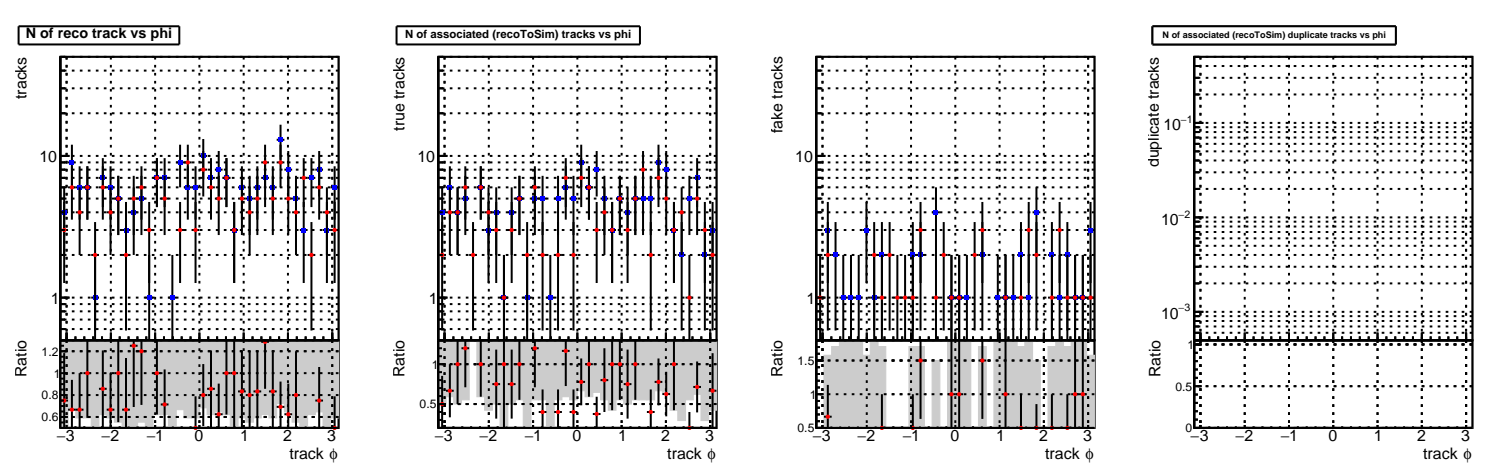 N of reco track vs phi
tracks
10
1
Ratio
1.2
1
0.8
0.6
−3 −2 −1 0 1 2 3
track ϕ
N of associated (recoToSim) tracks vs phi
true tracks
10
1
Ratio
1
0.5
−3 −2 −1 0 1 2 3
track ϕ
fake tracks
10
1
Ratio
1.5
1
0.5
−3 −2 −1 0 1 2 3
track ϕ
N of associated (recoToSim) duplicate tracks vs phi
duplicate tracks
10⁻¹
10⁻²
10⁻³
Ratio
1
0.5
0
−3 −2 −1 0 1 2 3
track ϕ